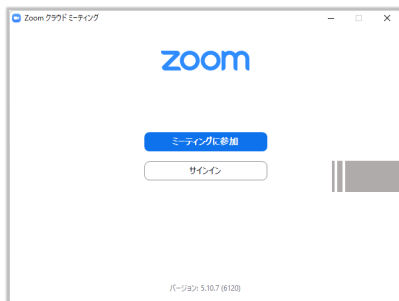 Zoom クラウド ミーティング
zoom
ミーティングに参加
サインイン
バージョン: 5.10.7 (6120)